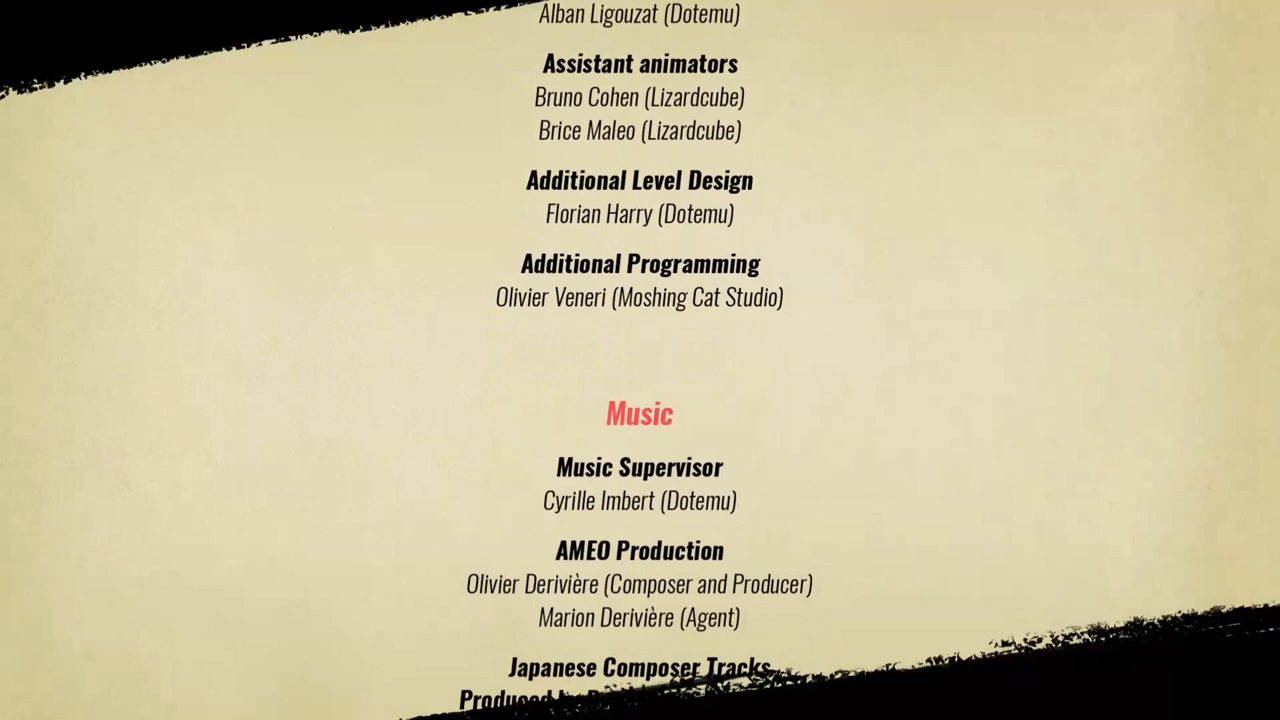 Alban Ligouzat (Dotemu)
Assistant animators
Bruno Cohen (Lizardcube)
Brice Maleo (Lizardcube)
Additional Level Design
Florian Harry (Dotemu)
Additional Programming
Olivier Veneri (Moshing Cat Studio)
Music
Music Supervisor
Cyrille Imbert (Dotemu)
AMEO Production
Olivier Derivière (Composer and Producer)
Marion Derivière (Agent)
Japanese Composer Tracks
Produced by